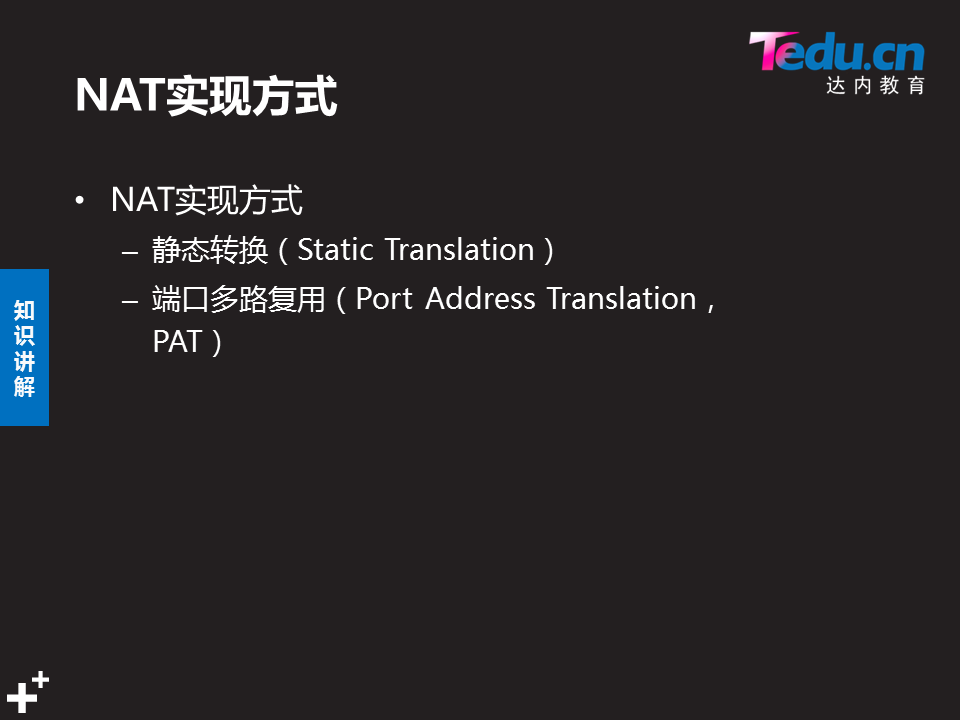 Tedu.cn
达内教育
NAT实现方式
• NAT实现方式
– 静态转换（Static Translation）
– 端口多路复用（Port Address Translation，
PAT）
知
识
讲
解